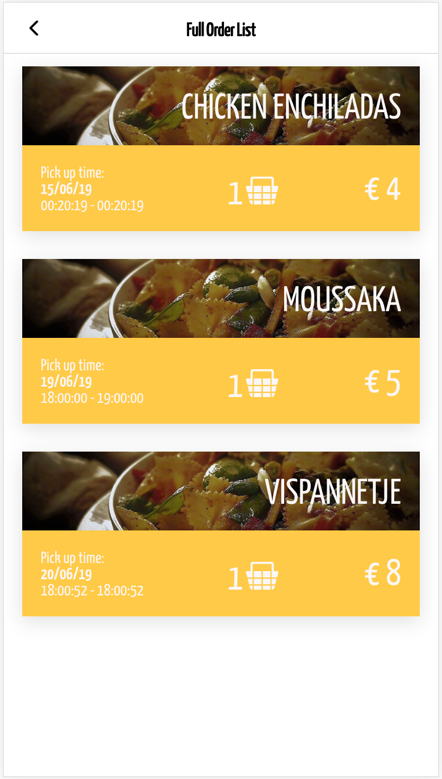 Full Order List
CHICKEN ENCHILADAS
Pick up time:
15/06/19
00:20:19 - 00:20:19
1
€ 4
MOUSSAKA
Pick up time:
19/06/19
18:00:00 - 19:00:00
1
€ 5
VISPANNETJE
Pick up time:
20/06/19
18:00:52 - 18:00:52
1
€ 8